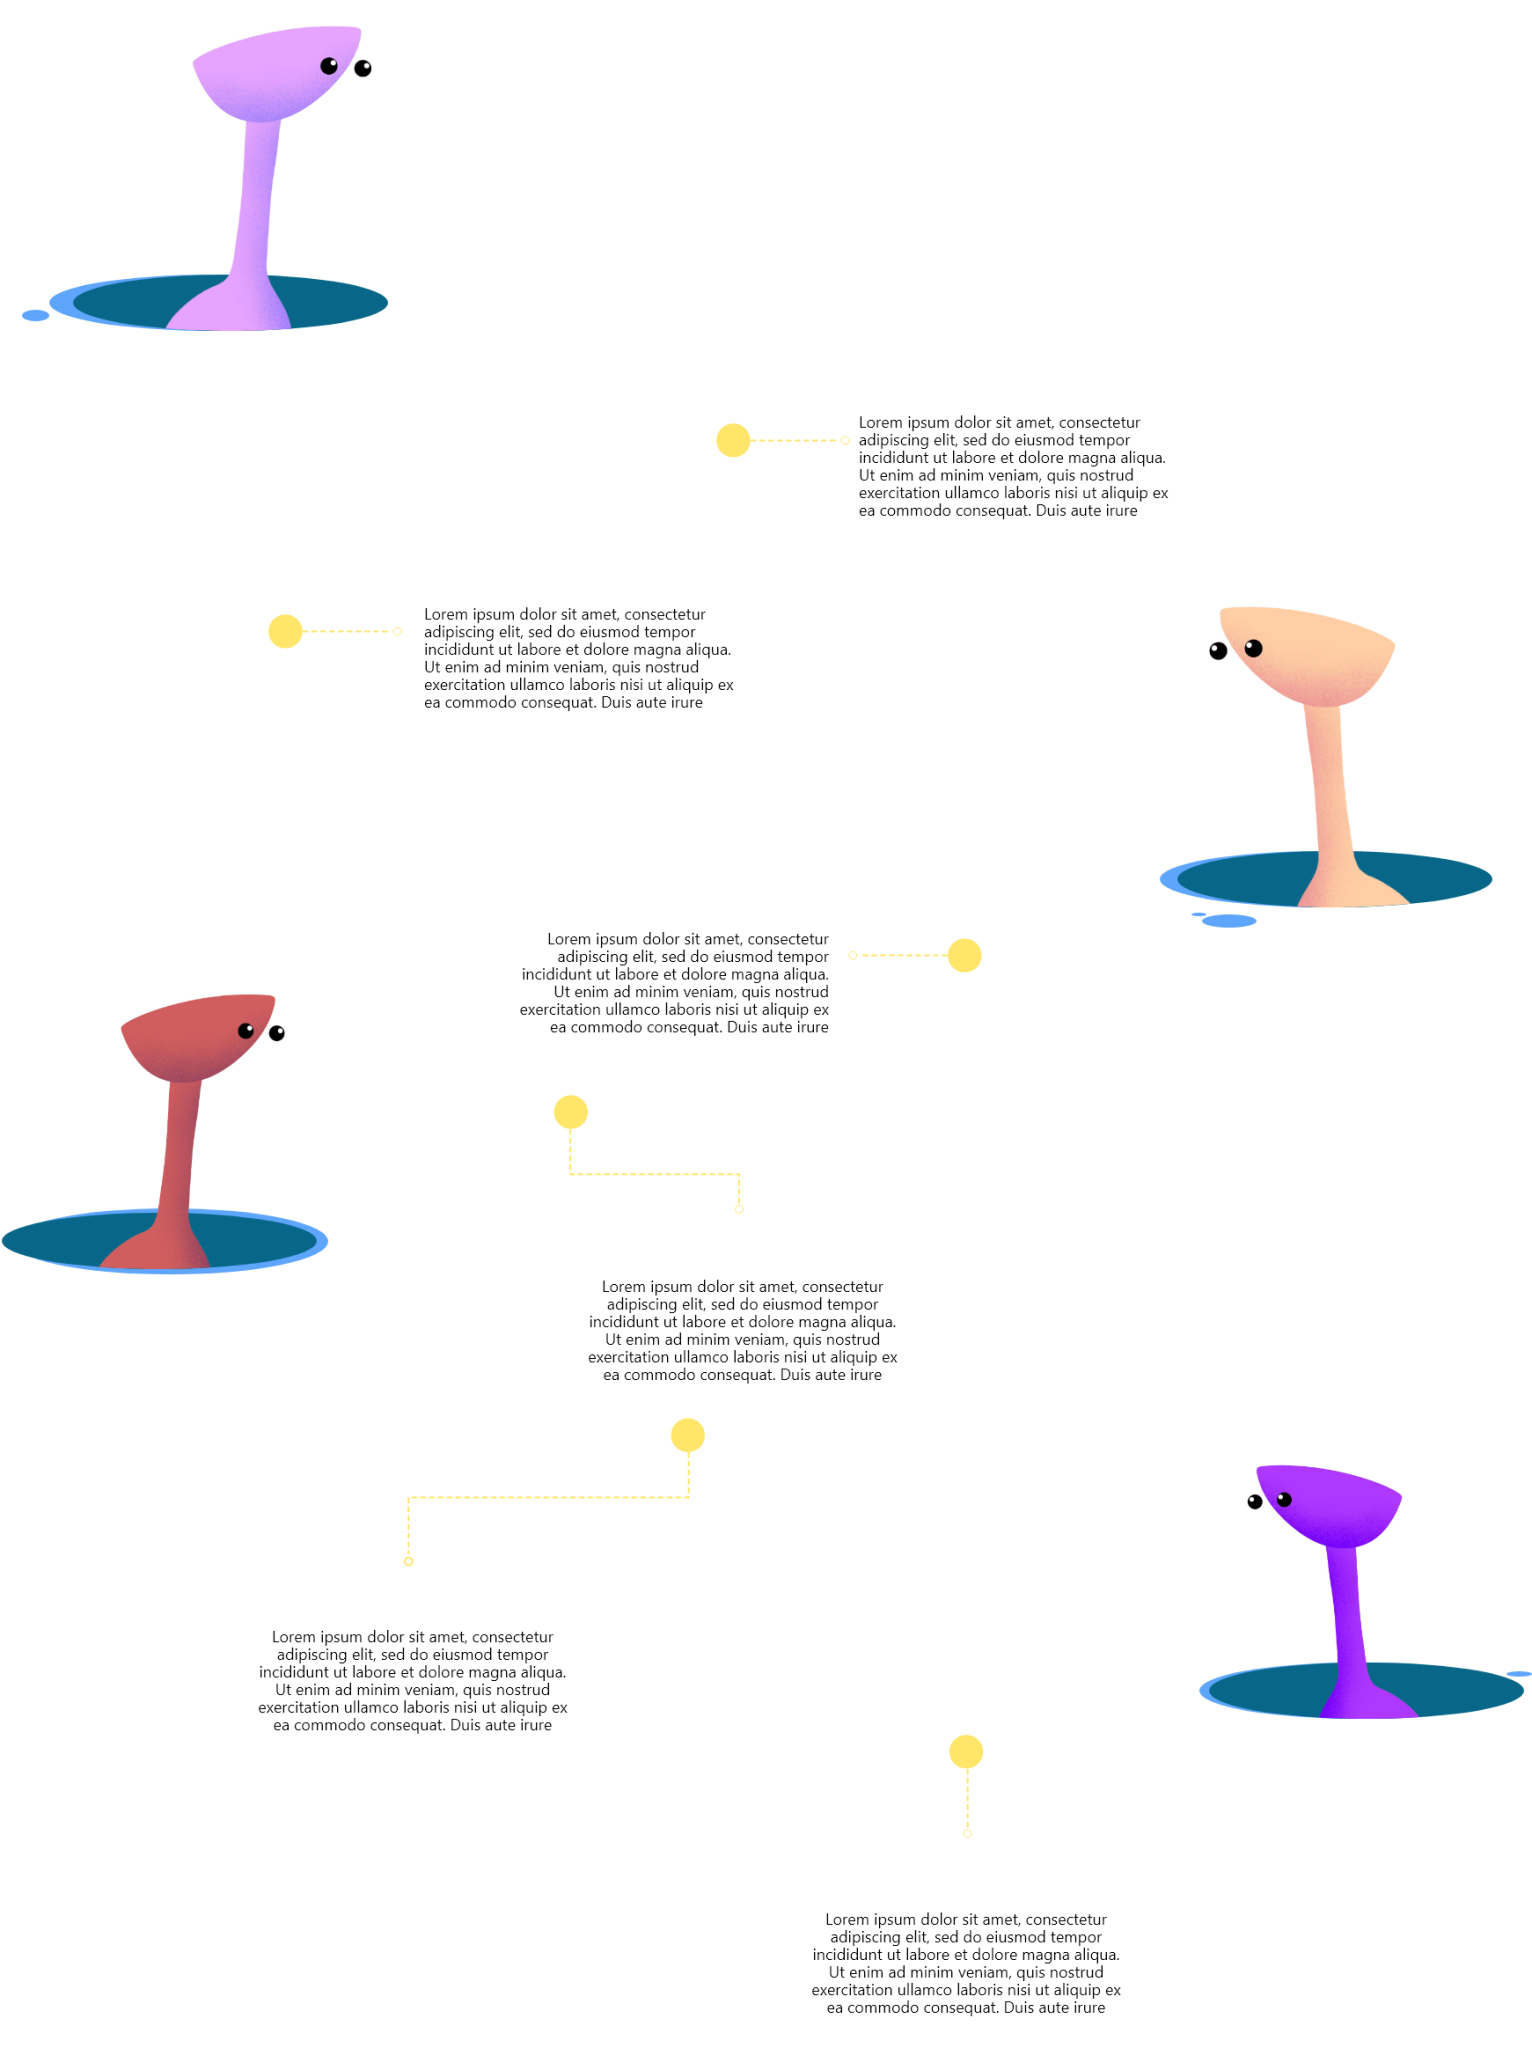 Lorem ipsum dolor sit amet, consectetur
adipiscing elit, sed do eiusmod tempor
incididunt ut labore et dolore magna aliqua.
Ut enim ad minim veniam, quis nostrud
exercitation ullamco laboris nisi ut aliquip ex
ea commodo consequat. Duis aute irure
Lorem ipsum dolor sit amet, consectetur
adipiscing elit, sed do eiusmod tempor
incididunt ut labore et dolore magna aliqua.
Ut enim ad minim veniam, quis nostrud
exercitation ullamco laboris nisi ut aliquip ex
ea commodo consequat. Duis aute irure
Lorem ipsum dolor sit amet, consectetur
adipiscing elit, sed do eiusmod tempor
incididunt ut labore et dolore magna aliqua.
Ut enim ad minim veniam, quis nostrud
exercitation ullamco laboris nisi ut aliquip ex
ea commodo consequat. Duis aute irure
Lorem ipsum dolor sit amet, consectetur
adipiscing elit, sed do eiusmod tempor
incididunt ut labore et dolore magna aliqua.
Ut enim ad minim veniam, quis nostrud
exercitation ullamco laboris nisi ut aliquip ex
ea commodo consequat. Duis aute irure
Lorem ipsum dolor sit amet, consectetur
adipiscing elit, sed do eiusmod tempor
incididunt ut labore et dolore magna aliqua.
Ut enim ad minim veniam, quis nostrud
exercitation ullamco laboris nisi ut aliquip ex
ea commodo consequat. Duis aute irure
Lorem ipsum dolor sit amet, consectetur
adipiscing elit, sed do eiusmod tempor
incididunt ut labore et dolore magna aliqua.
Ut enim ad minim veniam, quis nostrud
exercitation ullamco laboris nisi ut aliquip ex
ea commodo consequat. Duis aute irure